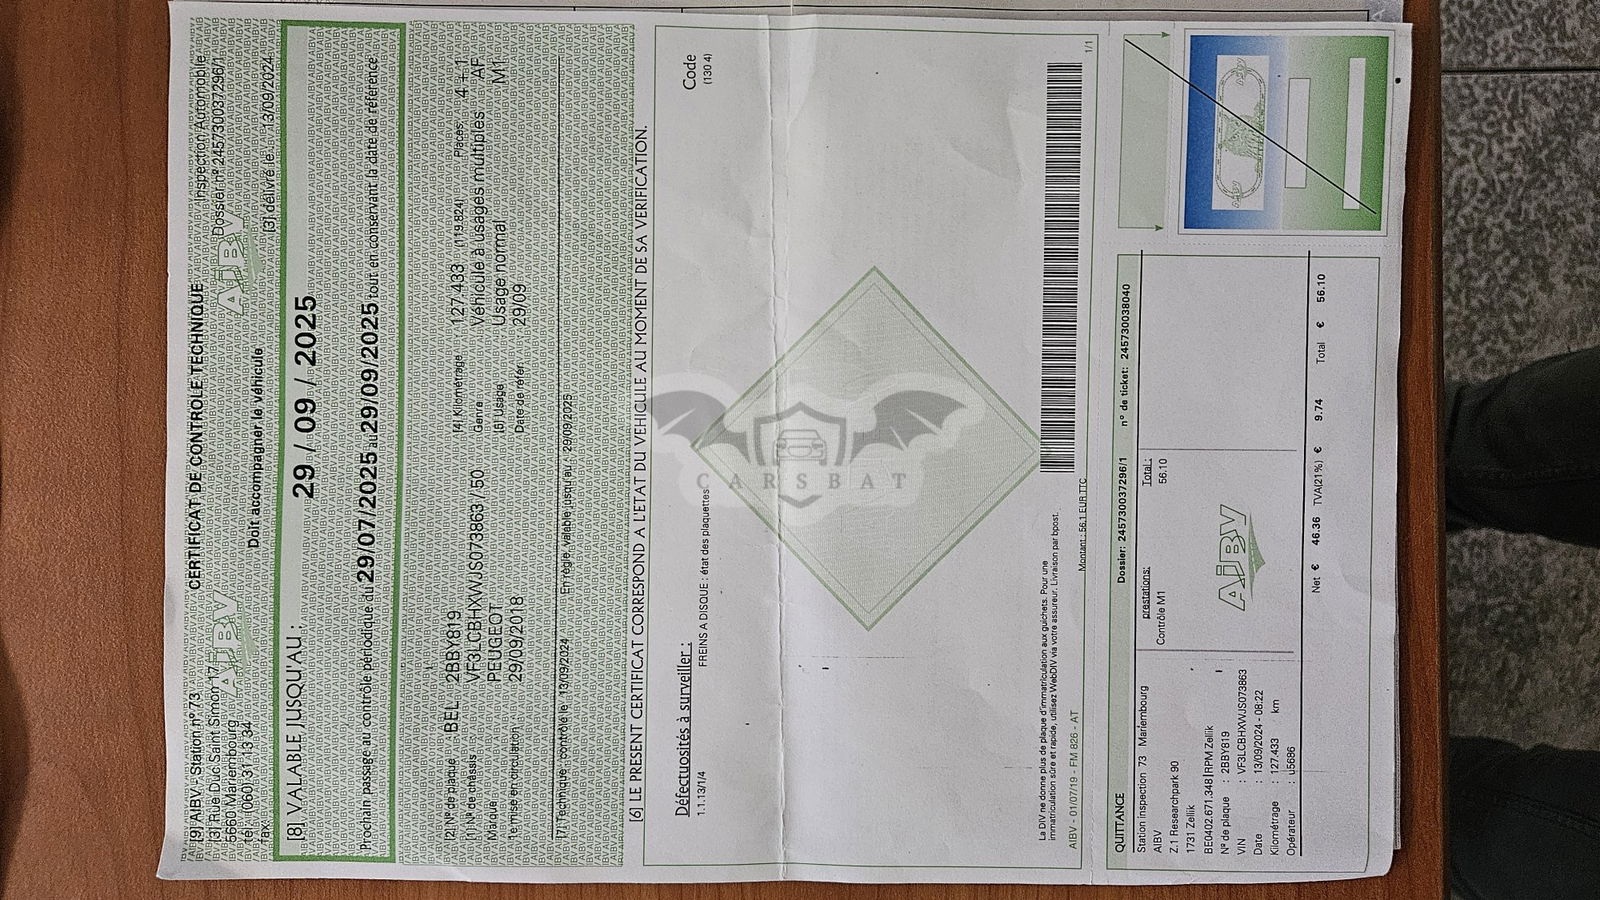 CERTIFICAT DE CONTROLE TECHNIQUE
Doit accompagner le véhicule
[9] AIBV - Station n° 73
[3] Rue Duc Saint Simon 17
5660 Mariembourg
tél. : (060)/31 13 34
fax.
Inspection Automobile
Dossier n° 245730037296/1
[3] délivré le : 13/09/2024
AIBV
AIBV
[8] VALABLE JUSQU'AU : 29 / 09 / 2025
Prochain passage au contrôle périodique du 29/07/2025 au 29/09/2025 tout en conservant la date de référence.
[2] N° de plaque : BEL 2BBY819 [4] Kilométrage : 127.433 (119.824) Places : 4 + 1
[1] N° de châssis : VF3LCBHXWJS073863 / 50 Genre : Véhicule à usages multiples AF
Marque : PEUGEOT [5] Usage : Usage normal M1
1emise en circulation : 29/09/2018 Date de référ. : 29/09
[7] Technique : contrôlé le 13/09/2024 En règle, valable jusqu'au : 29/09/2025
[6] LE PRESENT CERTIFICAT CORRESPOND A L'ETAT DU VEHICULE AU MOMENT DE SA VERIFICATION.
Défectuosités à surveiller :
Code
(130 4)
1.1.13/1/4 FREINS A DISQUE : état des plaquettes
CARSBAT
La DIV ne donne plus de plaque d'immatriculation aux guichets. Pour une
immatriculation sûre et rapide, utilisez WebDIV via votre assureur. Livraison par bpost.
AIBV - 01/07/19 - FM 826 - AT Montant : 56.1 EUR TTC 1/1
QUITTANCE Dossier: 245730037296/1 n° de ticket: 245730038040
Station inspection 73 Mariembourg
AIBV
Z.1 Researchpark 90
1731 Zellik
BE0402.671.348|RPM Zellik
N° de plaque : 2BBY819
VIN : VF3LCBHXWJS073863
Date : 13/09/2024 - 08:22
Kilométrage : 127.433 km
Opérateur : u5686
prestations: Total :
Contrôle M1 56.10
AIBV
Net € 46.36 TVA(21%) € 9.74 Total € 56.10